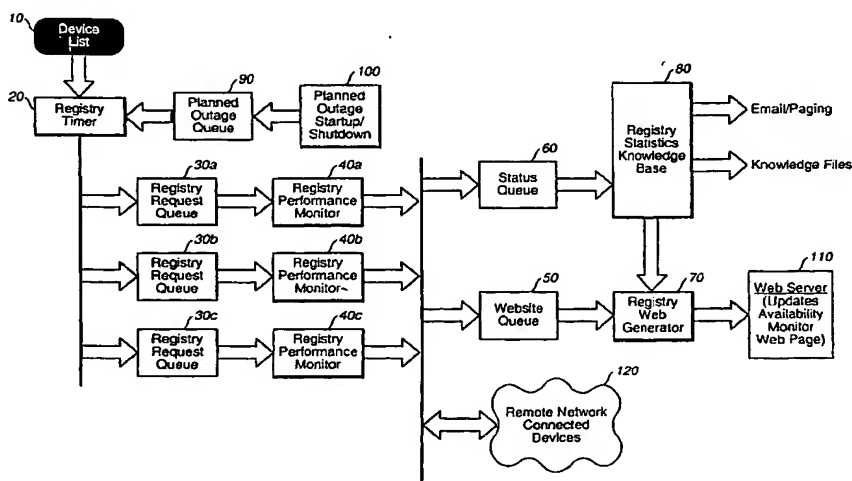 10
Device
List
20
Registry
Timer
90
Planned
Outage
Queue
100
Planned
Outage
Startup/
Shutdown
80
Registry
Statistics
Knowledge
Base
Email/Paging
Knowledge Files
30a
Registry
Request
Queue
40a
Registry
Performance
Monitor
60
Status
Queue
30b
Registry
Request
Queue
40b
Registry
Performance
Monitor
50
Website
Queue
70
Registry
Web
Generator
110
Web Server
(Updates
Availability
Monitor
Web Page)
30c
Registry
Request
Queue
40c
Registry
Performance
Monitor
120
Remote Network
Connected
Devices